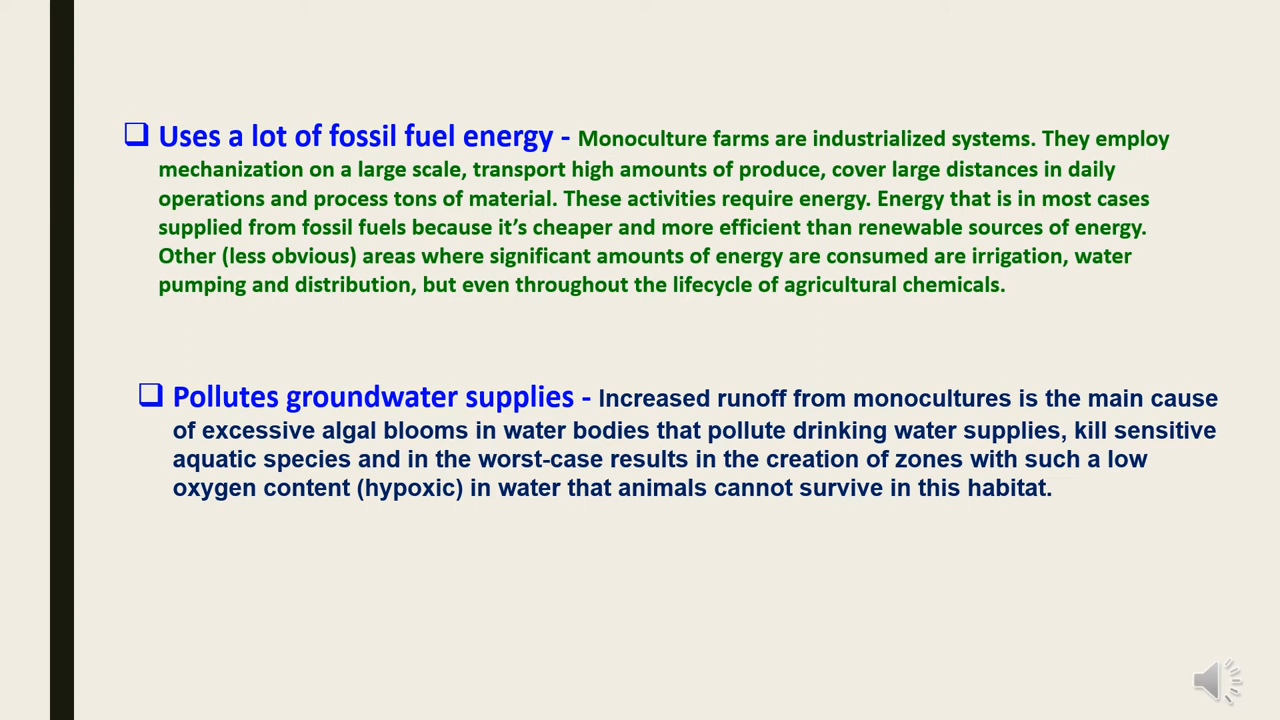 ❑ Uses a lot of fossil fuel energy - Monoculture farms are industrialized systems. They employ
mechanization on a large scale, transport high amounts of produce, cover large distances in daily
operations and process tons of material. These activities require energy. Energy that is in most cases
supplied from fossil fuels because it’s cheaper and more efficient than renewable sources of energy.
Other (less obvious) areas where significant amounts of energy are consumed are irrigation, water
pumping and distribution, but even throughout the lifecycle of agricultural chemicals.
❑ Pollutes groundwater supplies - Increased runoff from monocultures is the main cause
of excessive algal blooms in water bodies that pollute drinking water supplies, kill sensitive
aquatic species and in the worst-case results in the creation of zones with such a low
oxygen content (hypoxic) in water that animals cannot survive in this habitat.